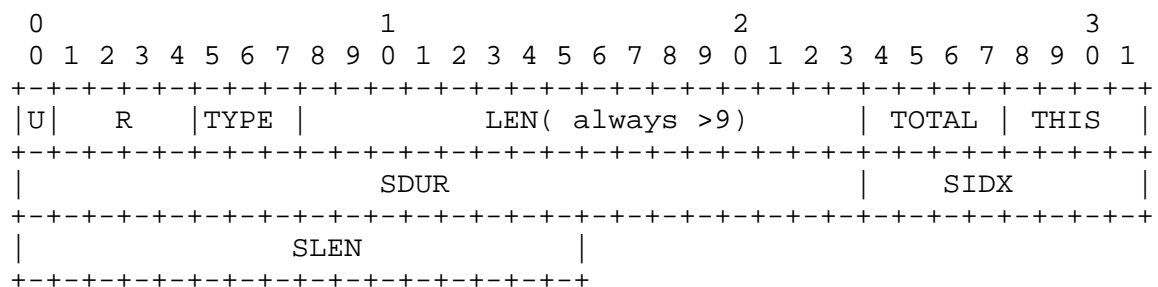 0                   1                   2                   3
 0 1 2 3 4 5 6 7 8 9 0 1 2 3 4 5 6 7 8 9 0 1 2 3 4 5 6 7 8 9 0 1
+-+-+-+-+-+-+-+-+-+-+-+-+-+-+-+-+-+-+-+-+-+-+-+-+-+-+-+-+-+-+-+-+
|U|   R   |TYPE |          LEN( always >9)      | TOTAL | THIS  |
+-+-+-+-+-+-+-+-+-+-+-+-+-+-+-+-+-+-+-+-+-+-+-+-+-+-+-+-+-+-+-+-+
|                    SDUR                       |    SIDX       |
+-+-+-+-+-+-+-+-+-+-+-+-+-+-+-+-+-+-+-+-+-+-+-+-+-+-+-+-+-+-+-+-+
|               SLEN            |
+-+-+-+-+-+-+-+-+-+-+-+-+-+-+-+-+